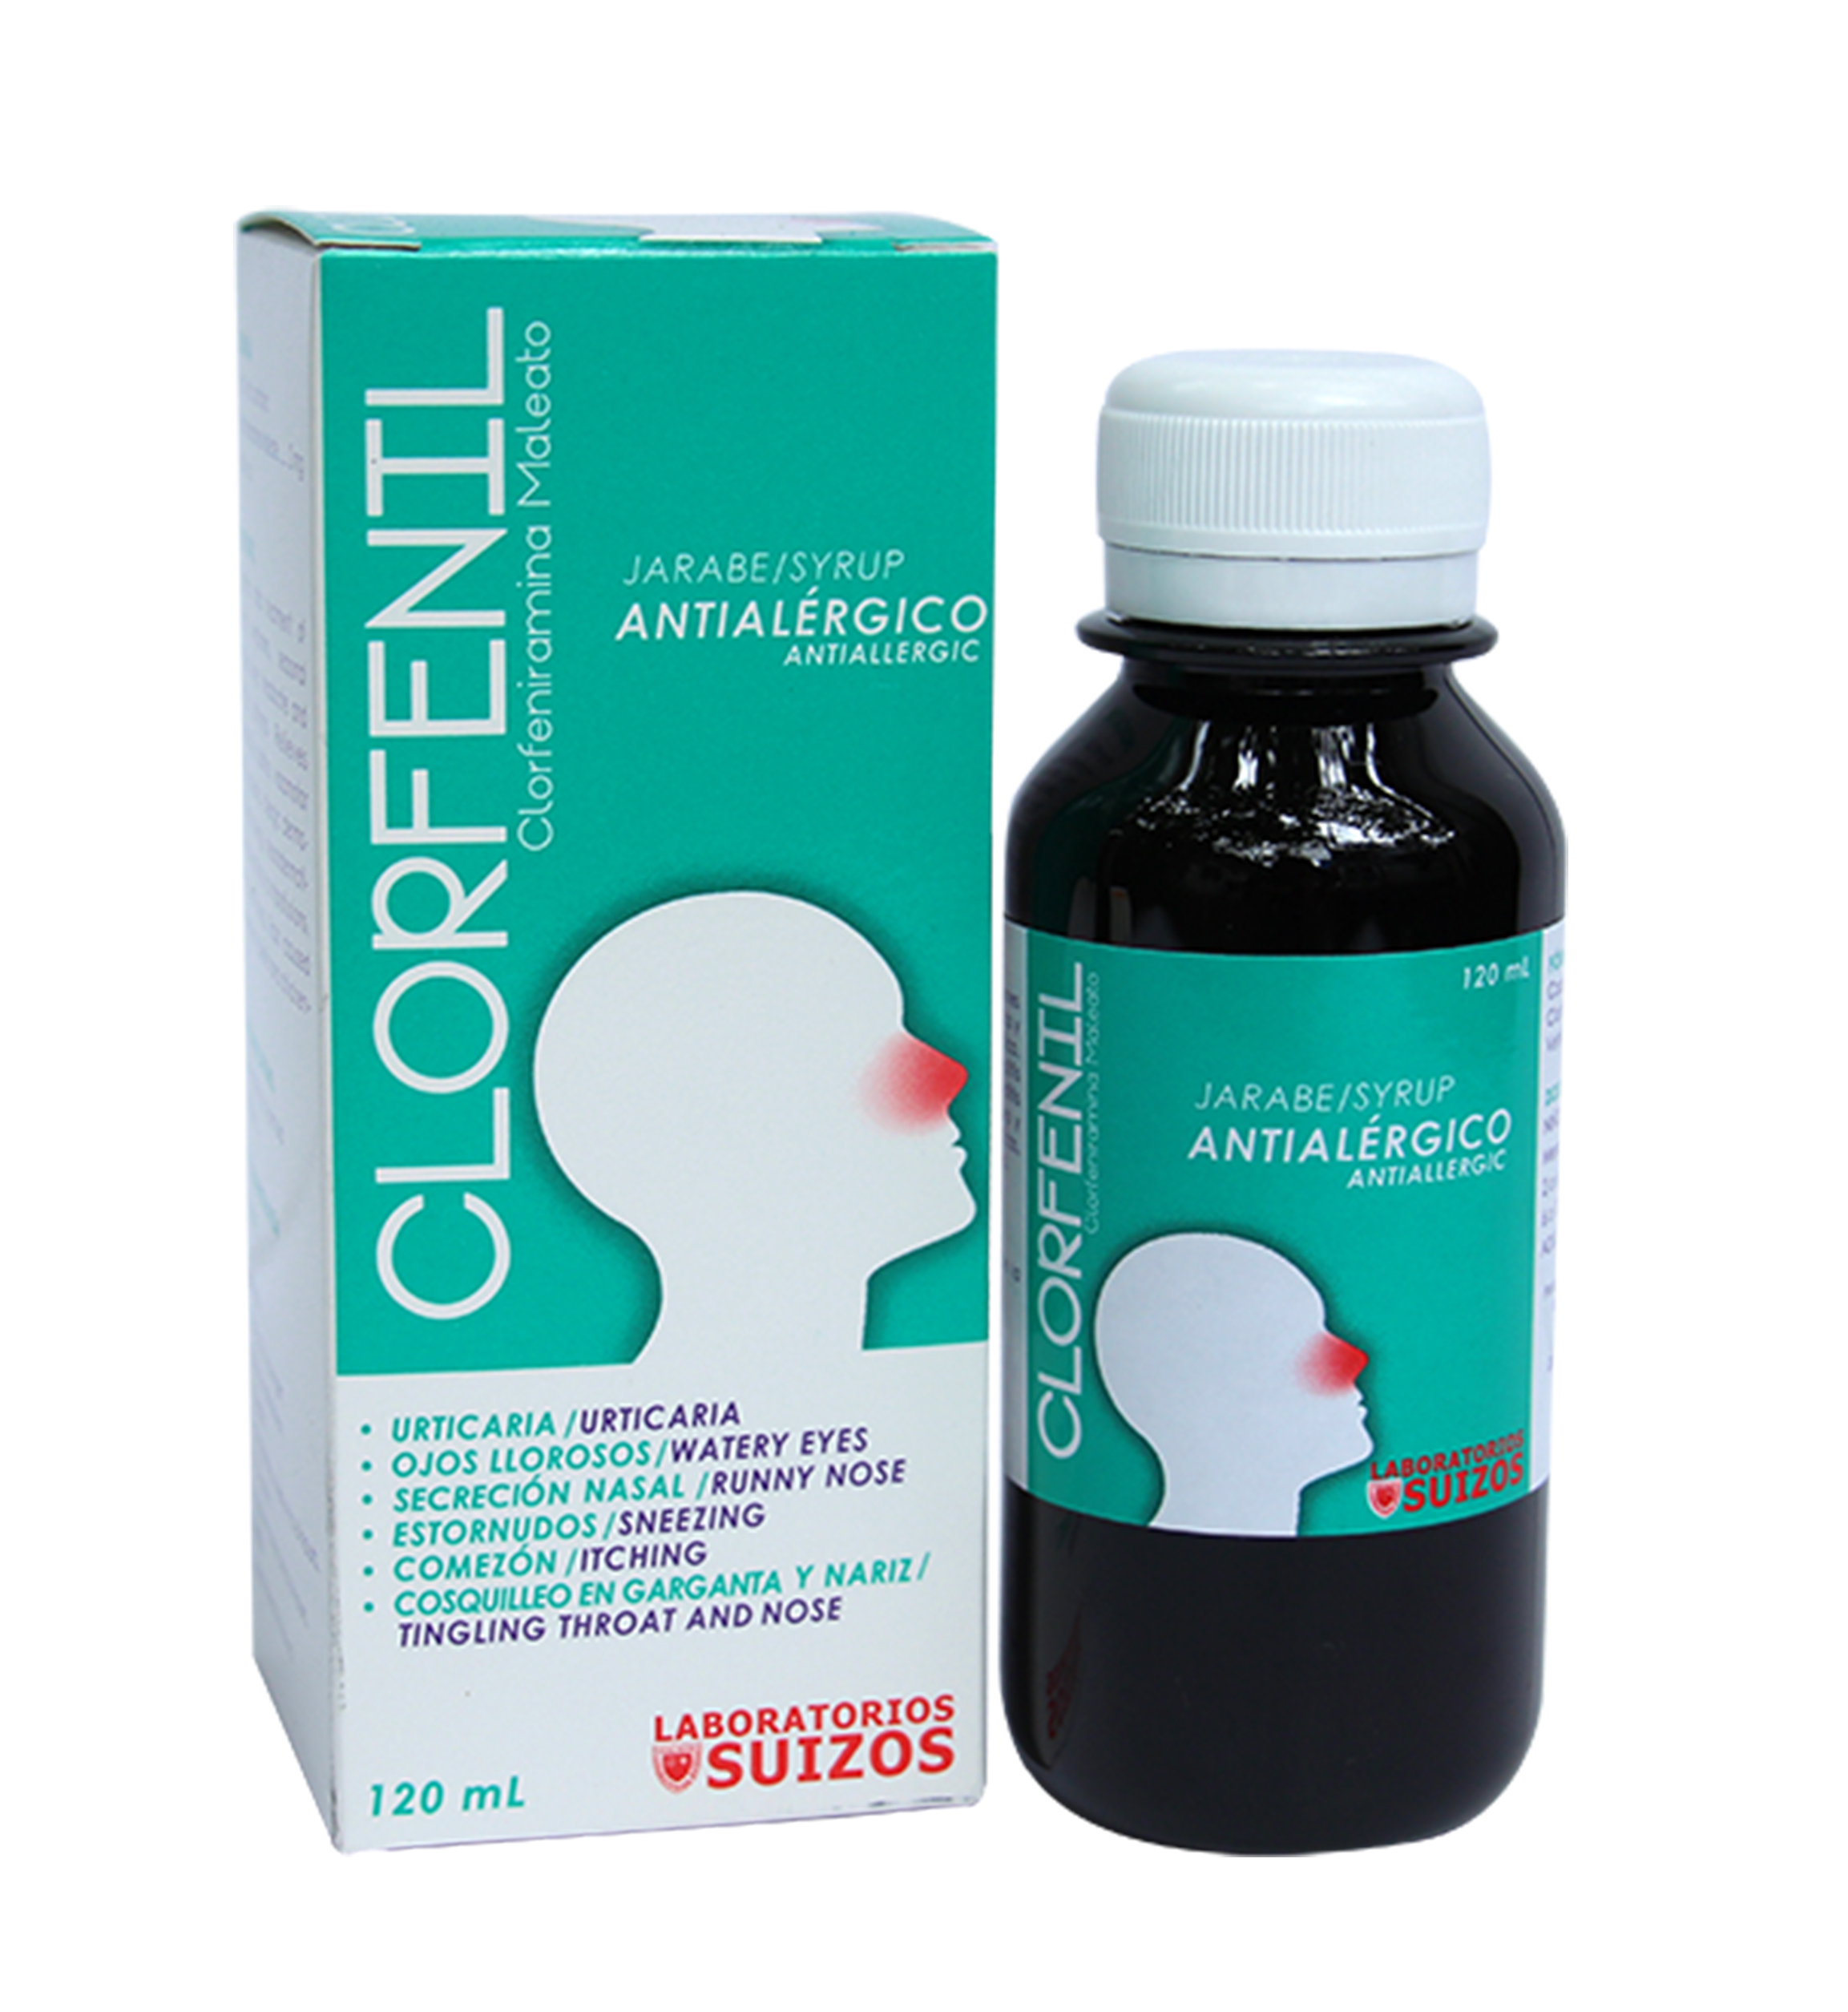 CLORFENIL
Clorfeniramina Maleato
JARABE/SYRUP
ANTIALÉRGICO
ANTIALLERGIC
• URTICARIA /URTICARIA
• OJOS LLOROSOS/WATERY EYES
• SECRECIÓN NASAL /RUNNY NOSE
• ESTORNUDOS/SNEEZING
• COMEZÓN /ITCHING
• COSQUILLEO EN GARGANTA Y NARIZ/
TINGLING THROAT AND NOSE
LABORATORIOS
SUIZOS
120 mL
120 mL
CLORFENIL
Clorfeniramina Maleato
JARABE/SYRUP
ANTIALÉRGICO
ANTIALLERGIC
LABORATORIOS
SUIZOS